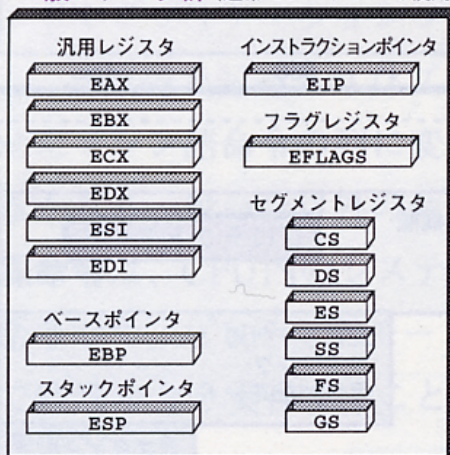 汎用レジスタ
EAX
EBX
ECX
EDX
ESI
EDI
ベースポインタ
EBP
スタックポインタ
ESP
インストラクションポインタ
EIP
フラグレジスタ
EFLAGS
セグメントレジスタ
CS
DS
ES
SS
FS
GS